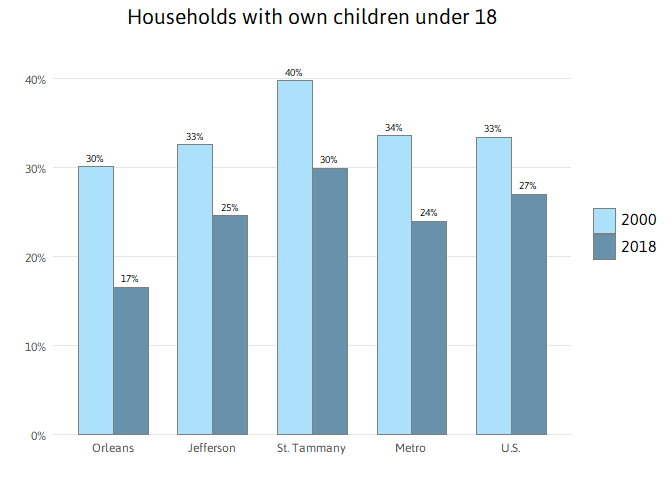 Households with own children under 18
40%
30%
20%
10%
0%
30%
17%
33%
25%
40%
30%
34%
24%
33%
27%
Orleans
Jefferson
St. Tammany
Metro
U.S.
2000
2018